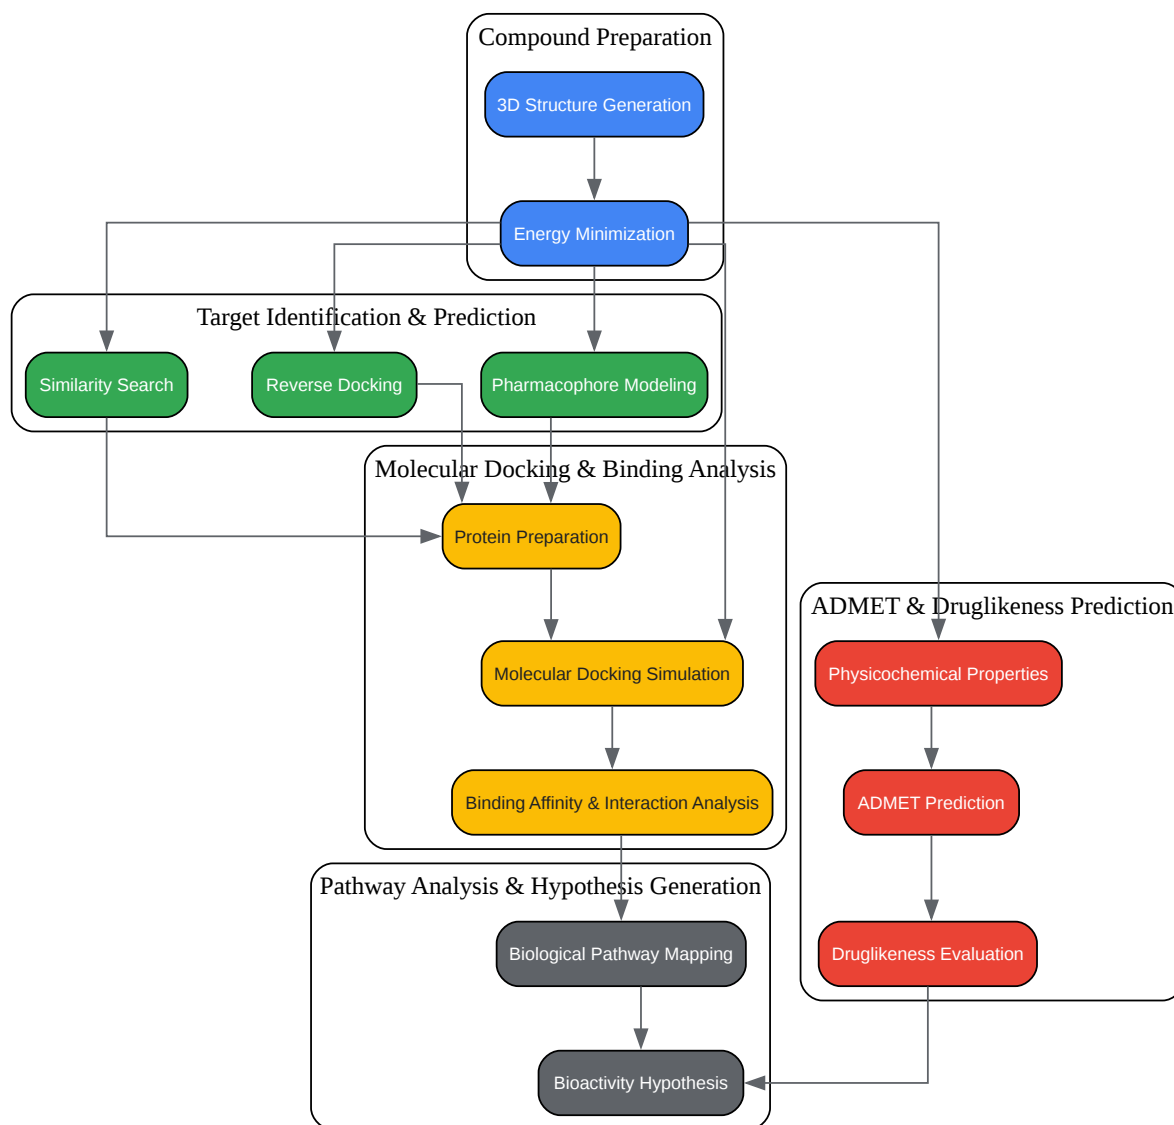 Compound Preparation
3D Structure Generation
Energy Minimization
Target Identification & Prediction
Similarity Search
Reverse Docking
Pharmacophore Modeling
Molecular Docking & Binding Analysis
Protein Preparation
Molecular Docking Simulation
Binding Affinity & Interaction Analysis
ADMET & Druglikeness Prediction
Physicochemical Properties
ADMET Prediction
Druglikeness Evaluation
Pathway Analysis & Hypothesis Generation
Biological Pathway Mapping
Bioactivity Hypothesis